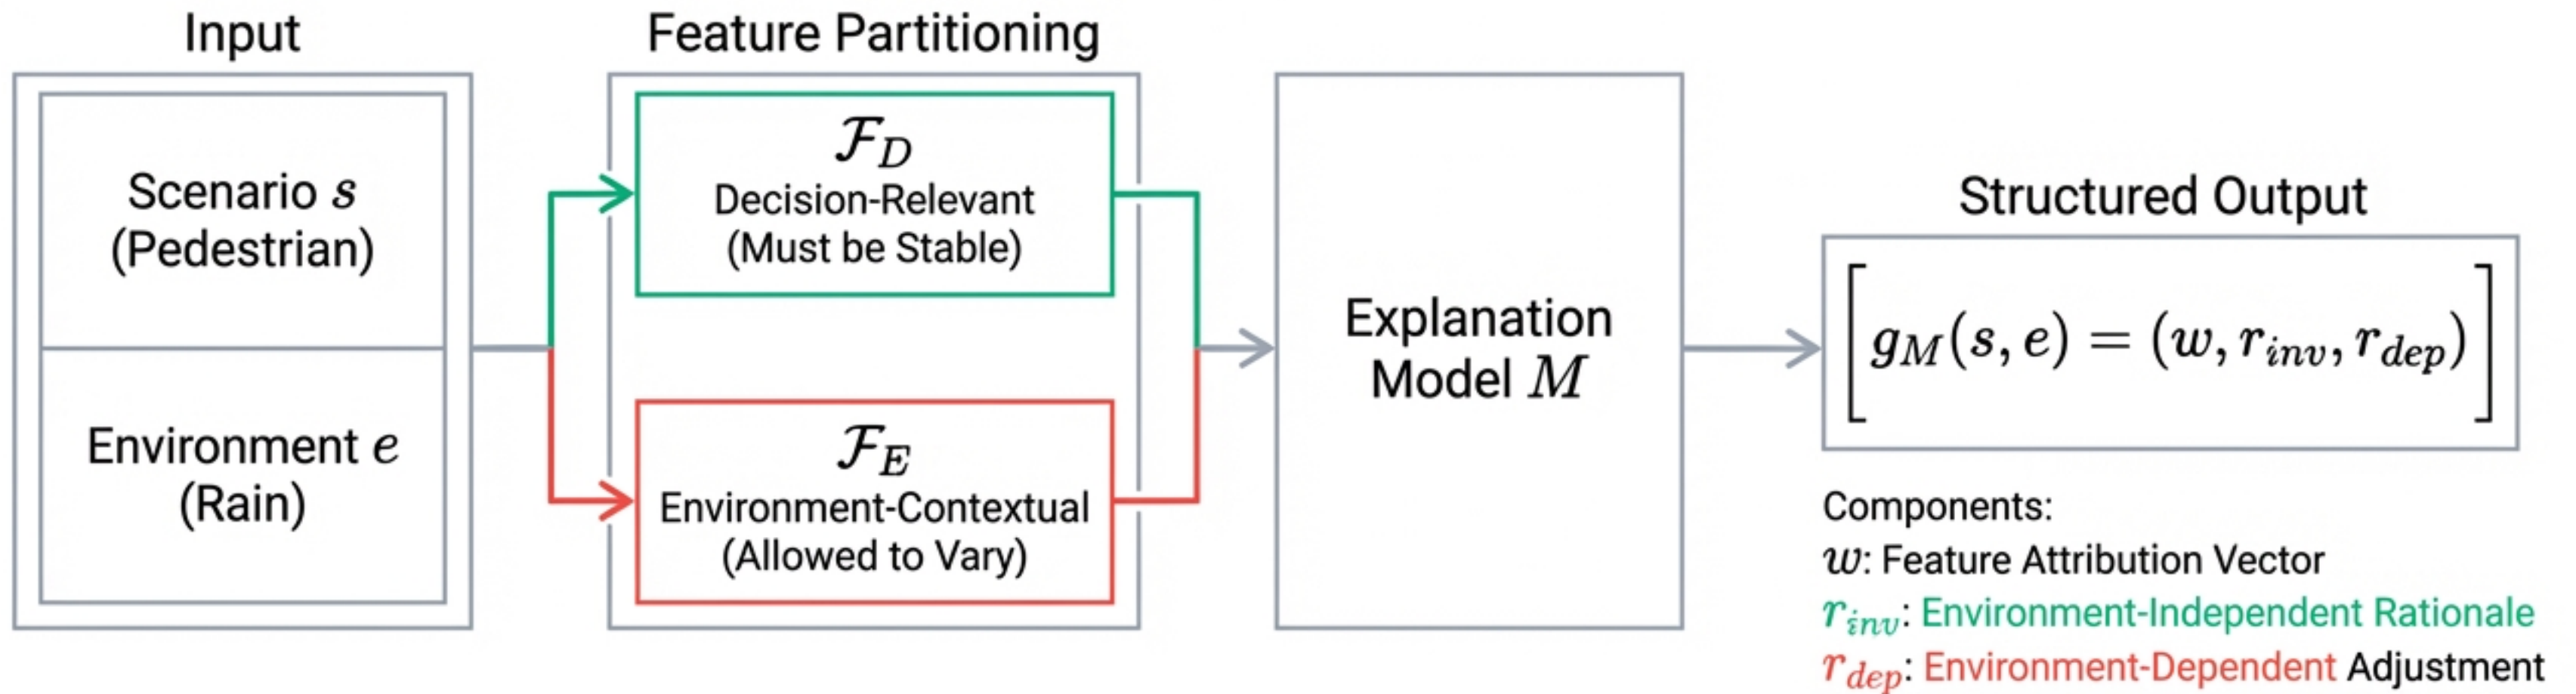 Input
Scenario s
(Pedestrian)
Environment e
(Rain)
Feature Partitioning
ℱ_D
Decision-Relevant
(Must be Stable)
ℱ_E
Environment-Contextual
(Allowed to Vary)
Explanation
Model M
Structured Output
[g_M(s, e) = (w, r_inv, r_dep)]
Components:
w: Feature Attribution Vector
r_inv: Environment-Independent Rationale
r_dep: Environment-Dependent Adjustment